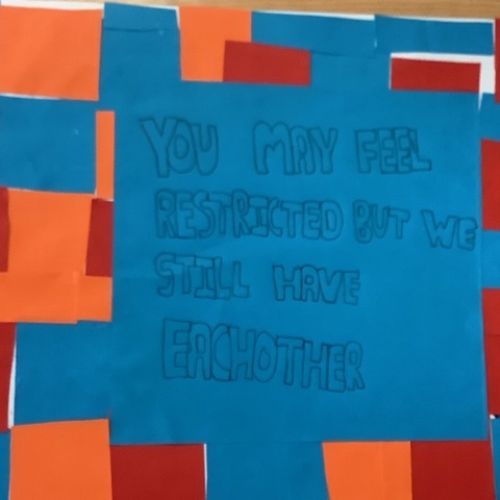 YOU MAY FEEL
RESTRICTED BUT WE
STILL HAVE
EACHOTHER